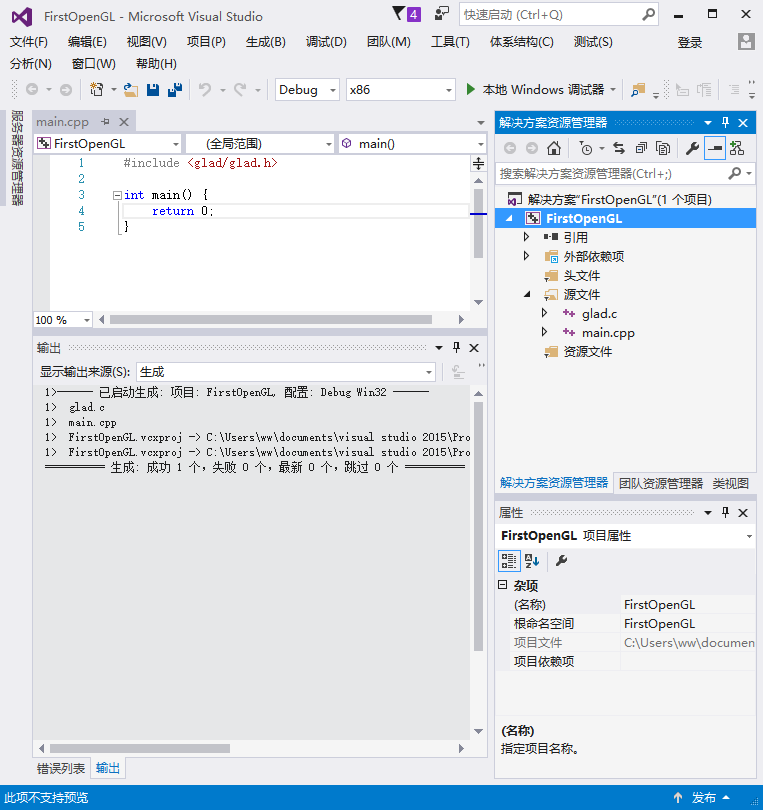 FirstOpenGL - Microsoft Visual Studio
4
快速启动 (Ctrl+Q)
文件(F) 编辑(E) 视图(V) 项目(P) 生成(B) 调试(D) 团队(M) 工具(T) 体系结构(C) 测试(S) 登录
分析(N) 窗口(W) 帮助(H)
Debug x86 本地 Windows 调试器
服务器资源管理器
main.cpp
FirstOpenGL (全局范围) main()
1 #include <glad/glad.h>
2
3 int main() {
4 return 0;
5 }
100 %
输出
显示输出来源(S): 生成
1>------ 已启动生成: 项目: FirstOpenGL, 配置: Debug Win32 ------
1> glad.c
1> main.cpp
1> FirstOpenGL.vcxproj -> C:\Users\ww\documents\visual studio 2015\Pro
1> FirstOpenGL.vcxproj -> C:\Users\ww\documents\visual studio 2015\Pro
========== 生成: 成功 1 个，失败 0 个，最新 0 个，跳过 0 个 ==========
错误列表 输出
解决方案资源管理器
搜索解决方案资源管理器(Ctrl+;)
解决方案"FirstOpenGL"(1 个项目)
FirstOpenGL
引用
外部依赖项
头文件
源文件
glad.c
main.cpp
资源文件
解决方案资源管理器 团队资源管理器 类视图
属性
FirstOpenGL 项目属性
杂项
(名称) FirstOpenGL
根命名空间 FirstOpenGL
项目文件 C:\Users\ww\documen
项目依赖项
(名称)
指定项目名称。
此项不支持预览 发布